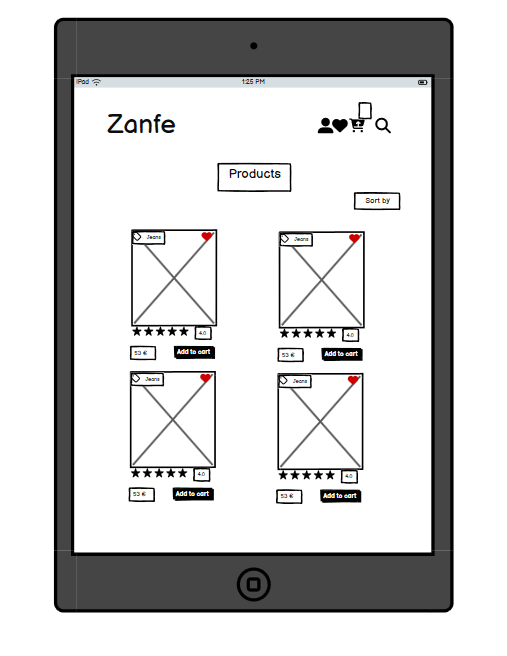 iPod 1:25 PM
Zanfe
Products
Sort by
Jeans Jeans
4.0 4.0
53 € Add to cart 53 € Add to cart
Jeans Jeans
4.0 4.0
53 € Add to cart 53 € Add to cart